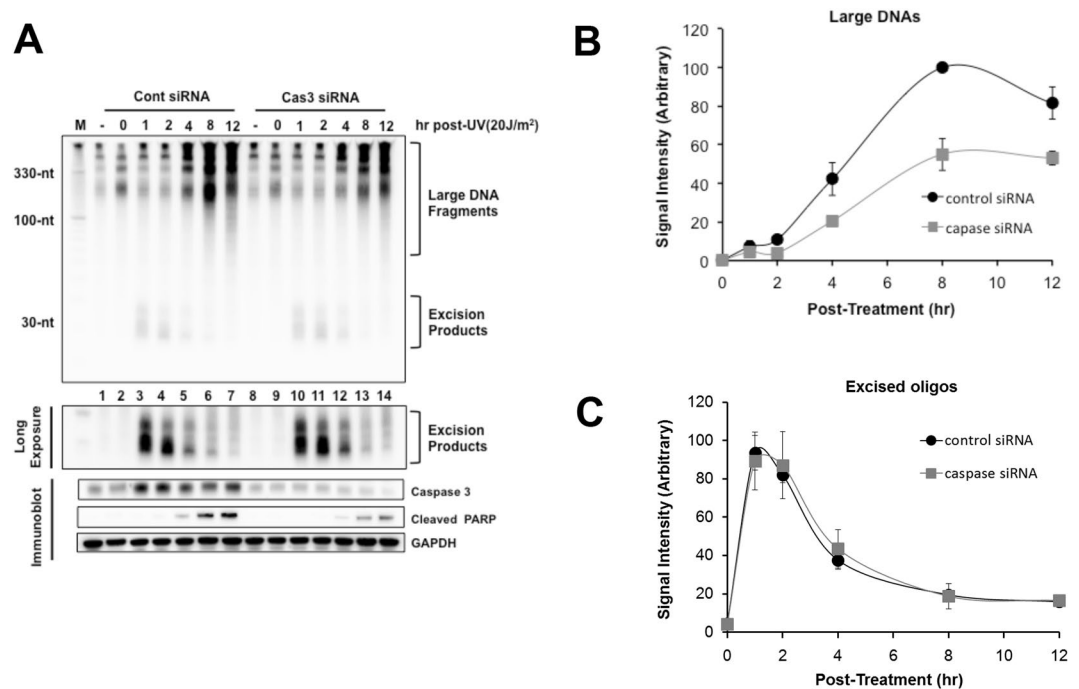 A
Cont siRNA Cas3 siRNA
M - 0 1 2 4 8 12 - 0 1 2 4 8 12 hr post-UV(20J/m²)
330-nt
100-nt
30-nt
Large DNA
Fragments
Excision
Products
1 2 3 4 5 6 7 8 9 10 11 12 13 14
Long
Exposure
Excision
Products
Immunoblot
Caspase 3
Cleaved PARP
GAPDH
B
Large DNAs
Signal Intensity (Arbitrary)
120
100
80
60
40
20
0
control siRNA
capase siRNA
0 2 4 6 8 10 12
Post-Treatment (hr)
C
Excised oligos
Signal Intensity (Arbitrary)
120
100
80
60
40
20
0
control siRNA
caspase siRNA
0 2 4 6 8 10 12
Post-Treatment (hr)